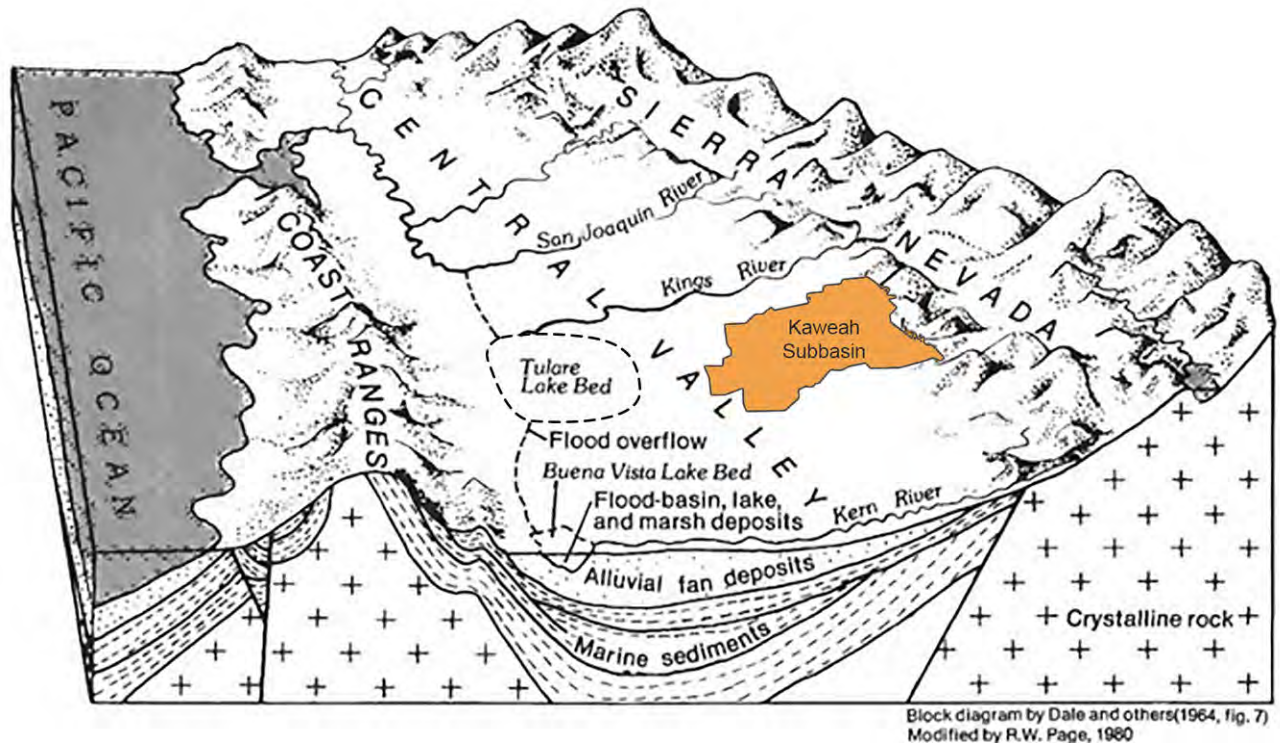 PACIFIC OCEAN
COAST RANGES
CENTRAL VALLEY
SIERRA NEVADA
San Joaquin River
Kings River
Kaweah
Subbasin
Tulare
Lake Bed
Flood overflow
Buena Vista Lake Bed
Flood-basin, lake,
and marsh deposits
Kern River
Alluvial fan deposits
Marine sediments
Crystalline rock
Block diagram by Dale and others(1964, fig. 7)
Modified by R.W. Page, 1980